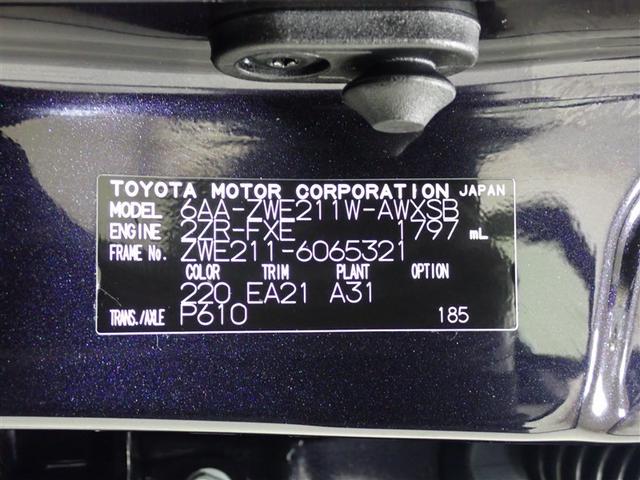 TOYOTA MOTOR CORPORATION JAPAN
MODEL 6AA-ZWE211W-AWXSB
ENGINE 2ZR-FXE 1797 mL
FRAME No. ZWE211-6065321
COLOR TRIM PLANT OPTION
220 EA21 A31
TRANS./AXLE P610 185